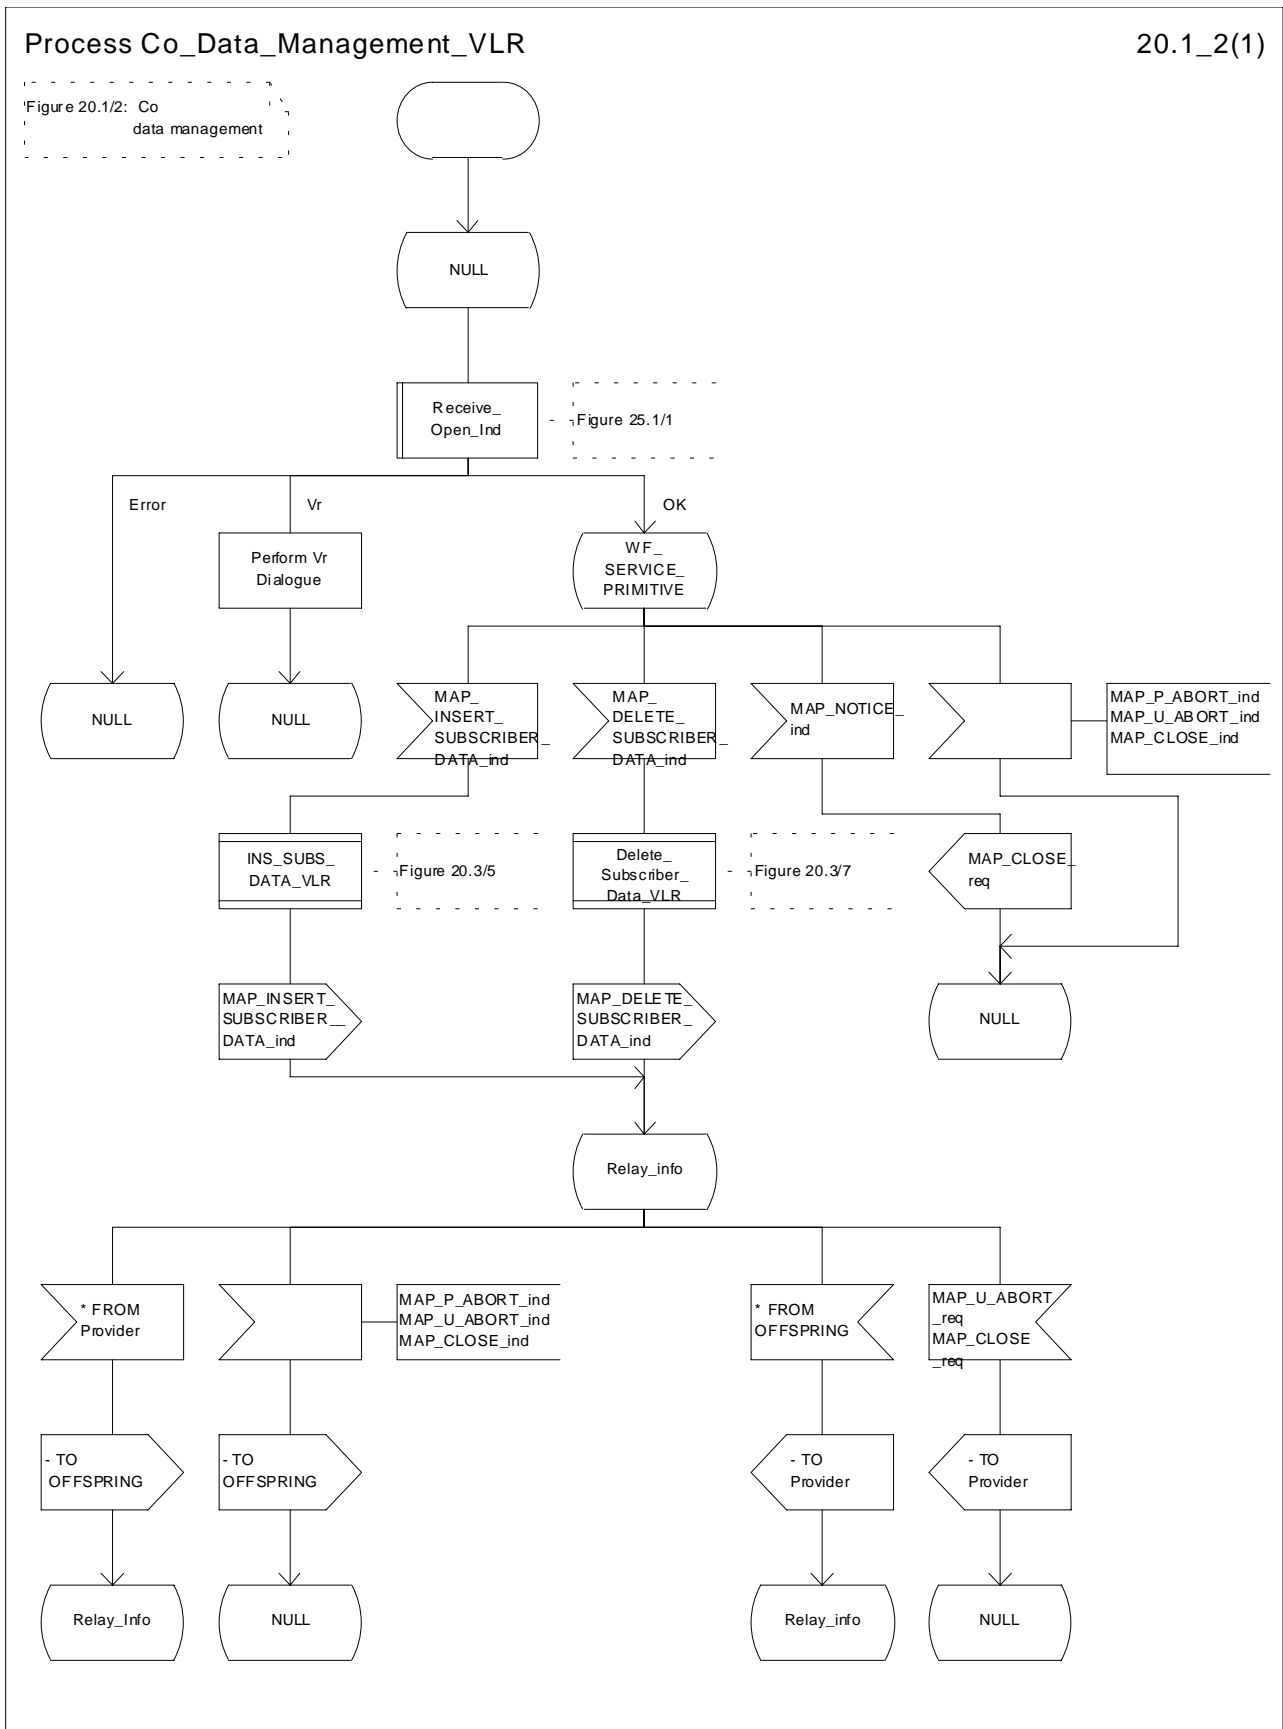 Process Co_Data_Management_VLR
20.1_2(1)
Figure 20.1/2: Co
data management
NULL
Receive_
Open_Ind
Figure 25.1/1
Error
Vr
OK
Perform Vr
Dialogue
WF_
SERVICE_
PRIMITIVE
NULL
NULL
MAP_
INSERT_
SUBSCRIBER_
DATA_ind
MAP_
DELETE_
SUBSCRIBER_
DATA_ind
MAP_NOTICE_
ind
MAP_P_ABORT_ind
MAP_U_ABORT_ind
MAP_CLOSE_ind
INS_SUBS_
DATA_VLR
Figure 20.3/5
Delete_
Subscriber_
Data_VLR
Figure 20.3/7
MAP_CLOSE_
req
MAP_INSERT_
SUBSCRIBER__
DATA_ind
MAP_DELETE_
SUBSCRIBER_
DATA_ind
NULL
Relay_info
* FROM
Provider
MAP_P_ABORT_ind
MAP_U_ABORT_ind
MAP_CLOSE_ind
* FROM
OFFSPRING
MAP_U_ABORT
_req
MAP_CLOSE
_req
- TO
OFFSPRING
- TO
OFFSPRING
- TO
Provider
- TO
Provider
Relay_Info
NULL
Relay_info
NULL